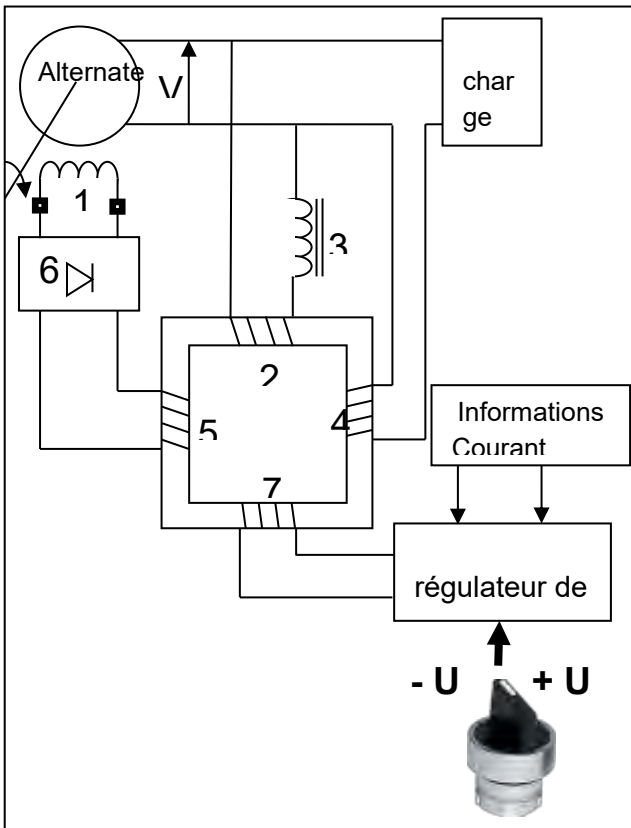 Alternate
V
char
ge
1
6
3
2
5
4
7
Informations
Courant
régulateur de
- U + U